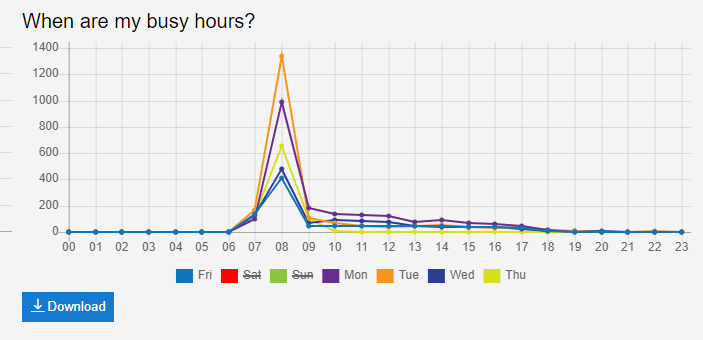 When are my busy hours?
1400
1200
1000
800
600
400
200
0
00 01 02 03 04 05 06 07 08 09 10 11 12 13 14 15 16 17 18 19 20 21 22 23
Fri Sat Sun Mon Tue Wed Thu
Download